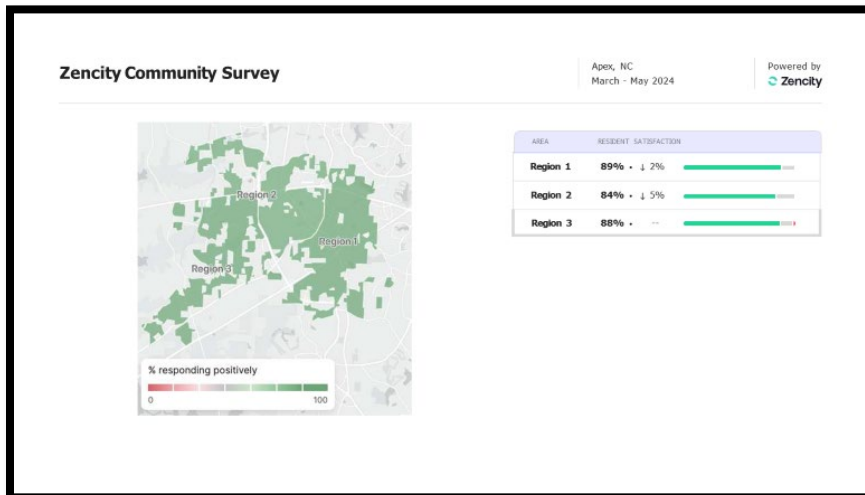 Zencity Community Survey
Apex, NC
March - May 2024
Powered by
Zencity
Region 2
Region 1
Region 3
% responding positively
0 100
AREA RESIDENT SATISFACTION
Region 1 89% • ↓ 2%
Region 2 84% • ↓ 5%
Region 3 88% • --